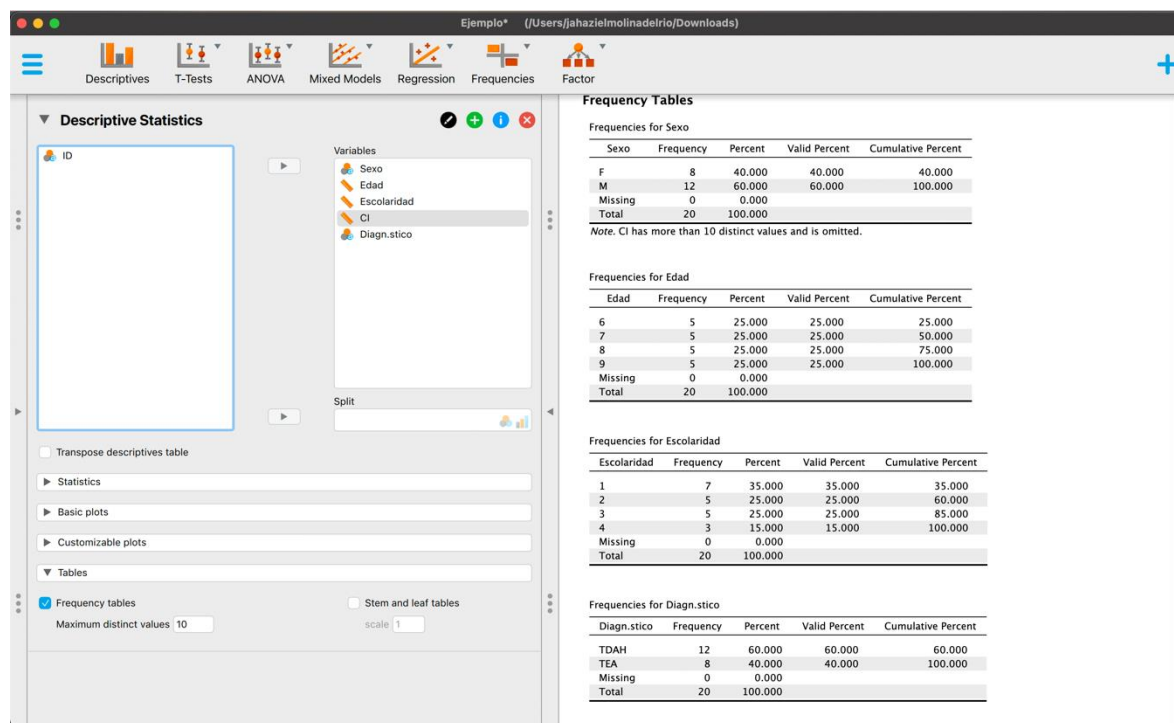 Ejemplo* (/Users/jahazielmolinadelrio/Downloads)
Descriptives T-Tests ANOVA Mixed Models Regression Frequencies Factor
Descriptive Statistics
ID
Variables
Sexo
Edad
Escolaridad
CI
Diagn.stico
Split
Transpose descriptives table
Statistics
Basic plots
Customizable plots
Tables
Frequency tables Stem and leaf tables
Maximum distinct values 10 scale 1
Frequency Tables
Frequencies for Sexo
Sexo Frequency Percent Valid Percent Cumulative Percent
F 8 40.000 40.000 40.000
M 12 60.000 60.000 100.000
Missing 0 0.000
Total 20 100.000
Note. CI has more than 10 distinct values and is omitted.
Frequencies for Edad
Edad Frequency Percent Valid Percent Cumulative Percent
6 5 25.000 25.000 25.000
7 5 25.000 25.000 50.000
8 5 25.000 25.000 75.000
9 5 25.000 25.000 100.000
Missing 0 0.000
Total 20 100.000
Frequencies for Escolaridad
Escolaridad Frequency Percent Valid Percent Cumulative Percent
1 7 35.000 35.000 35.000
2 5 25.000 25.000 60.000
3 5 25.000 25.000 85.000
4 3 15.000 15.000 100.000
Missing 0 0.000
Total 20 100.000
Frequencies for Diagn.stico
Diagn.stico Frequency Percent Valid Percent Cumulative Percent
TDAH 12 60.000 60.000 60.000
TEA 8 40.000 40.000 100.000
Missing 0 0.000
Total 20 100.000